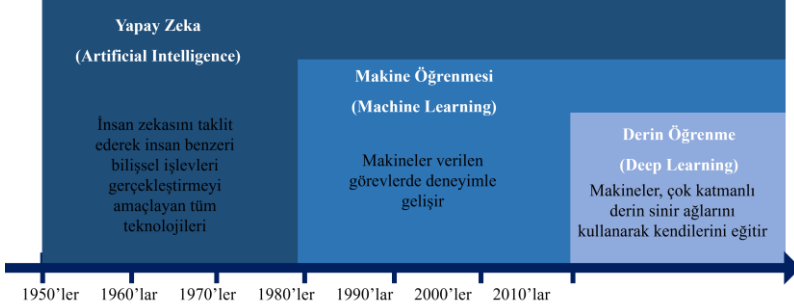 Yapay Zeka
(Artificial Intelligence)
İnsan zekasını taklit
ederek insan benzeri
bilişsel işlevleri
gerçekleştirmeyi
amaçlayan tüm
teknolojileri
Makine Öğrenmesi
(Machine Learning)
Makineler verilen
görevlerde deneyimle
gelişir
Derin Öğrenme
(Deep Learning)
Makineler, çok katmanlı
derin sinir ağlarını
kullanarak kendilerini eğitir
1950’ler 1960’lar 1970’ler 1980’ler 1990’lar 2000’ler 2010’lar